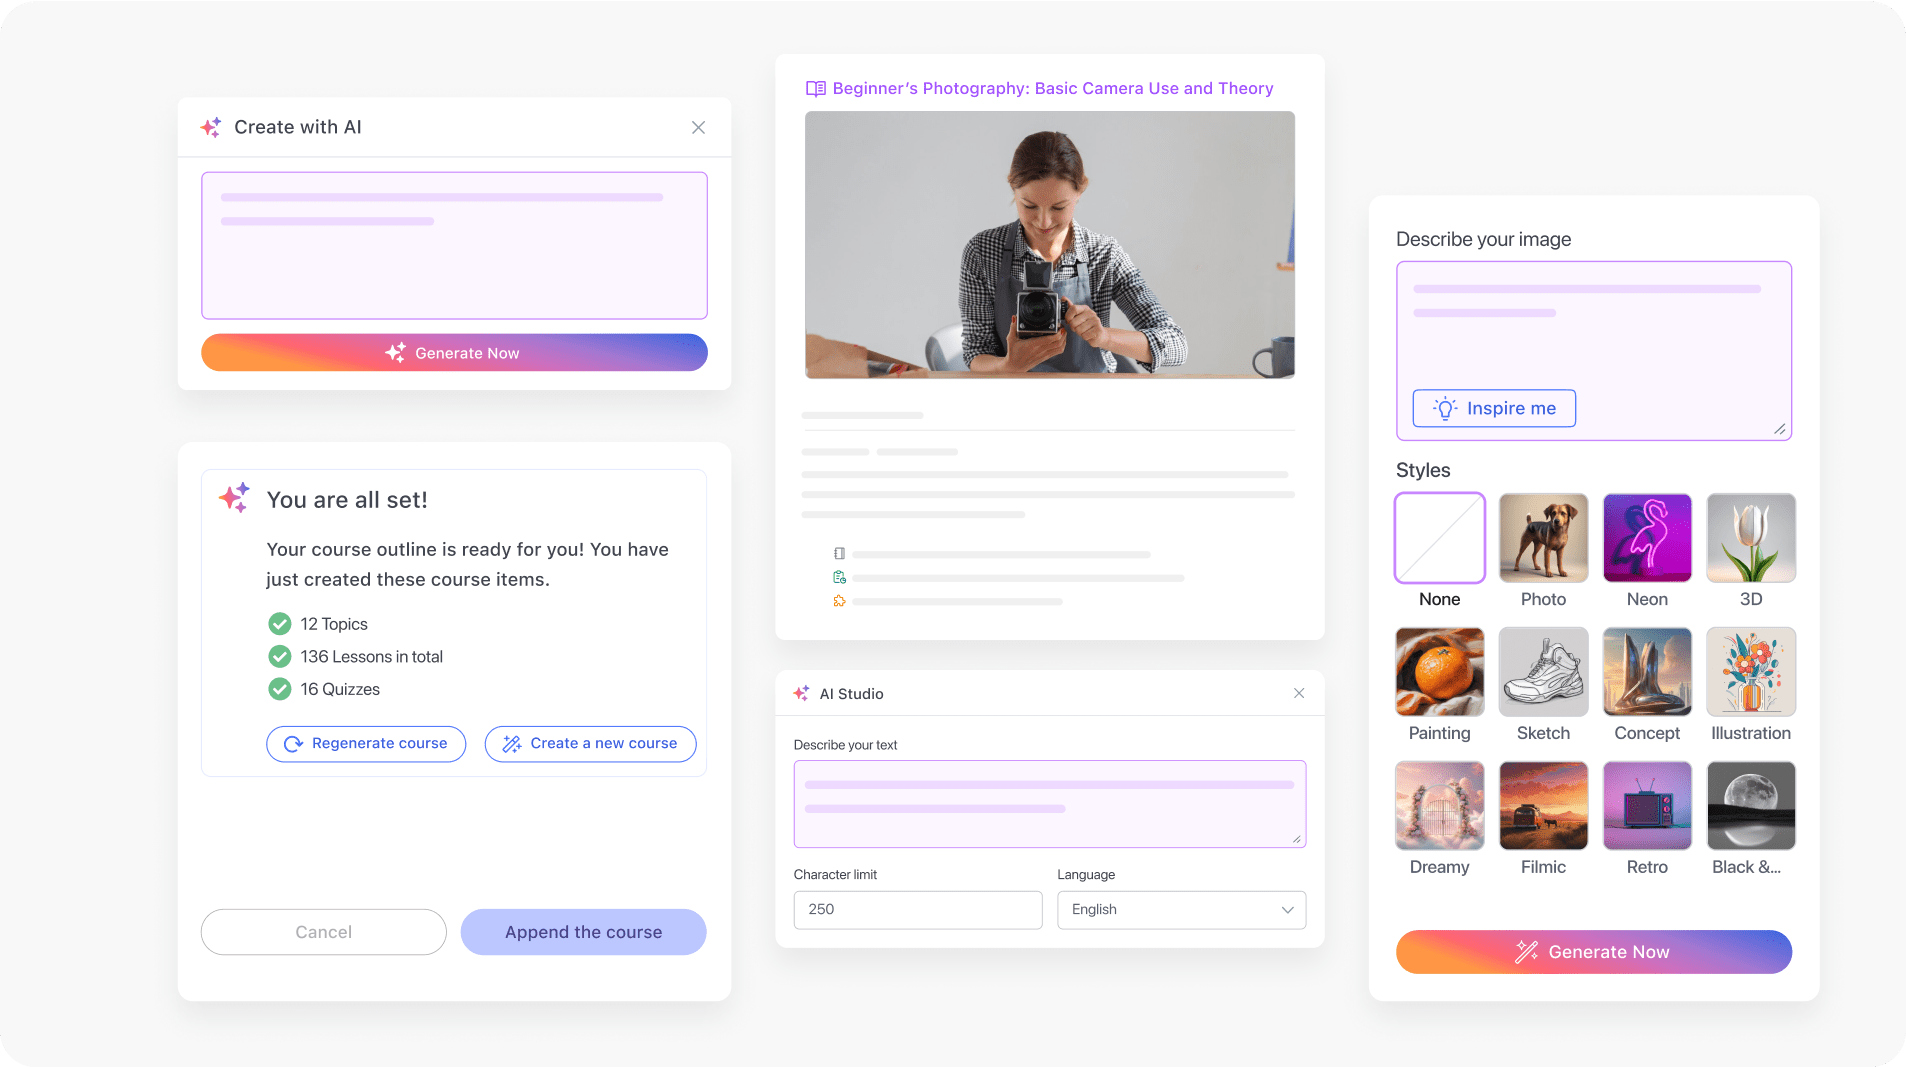 Create with AI
Generate Now
You are all set!
Your course outline is ready for you! You have
just created these course items.
12 Topics
136 Lessons in total
16 Quizzes
Regenerate course
Create a new course
Cancel
Append the course
Beginner’s Photography: Basic Camera Use and Theory
AI Studio
Describe your text
Character limit
Language
250
English
Describe your image
Inspire me
Styles
None
Photo
Neon
3D
Painting
Sketch
Concept
Illustration
Dreamy
Filmic
Retro
Black &...
Generate Now